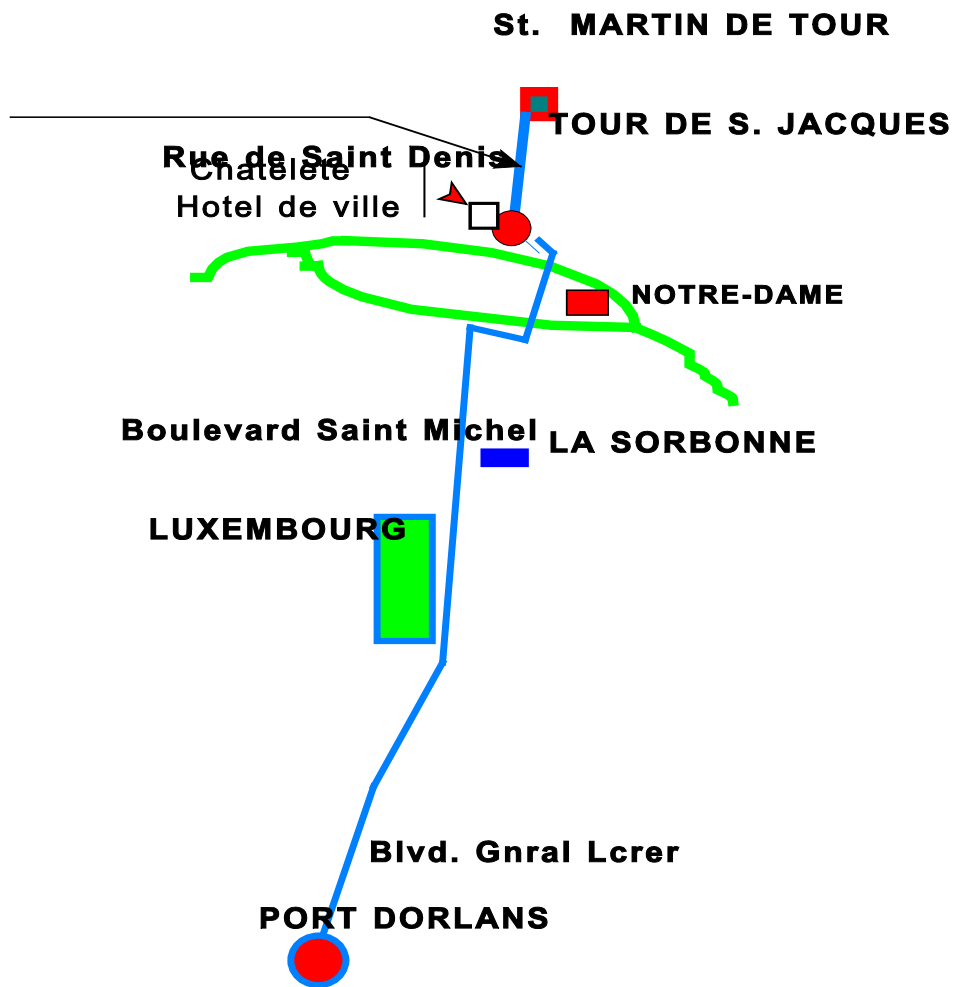 St. MARTIN DE TOUR
TOUR DE S. JACQUES
Rue de Saint Denis
Chatelete
Hotel de ville
NOTRE-DAME
Boulevard Saint Michel
LA SORBONNE
LUXEMBOURG
Blvd. Gnral Lcrer
PORT DORLANS